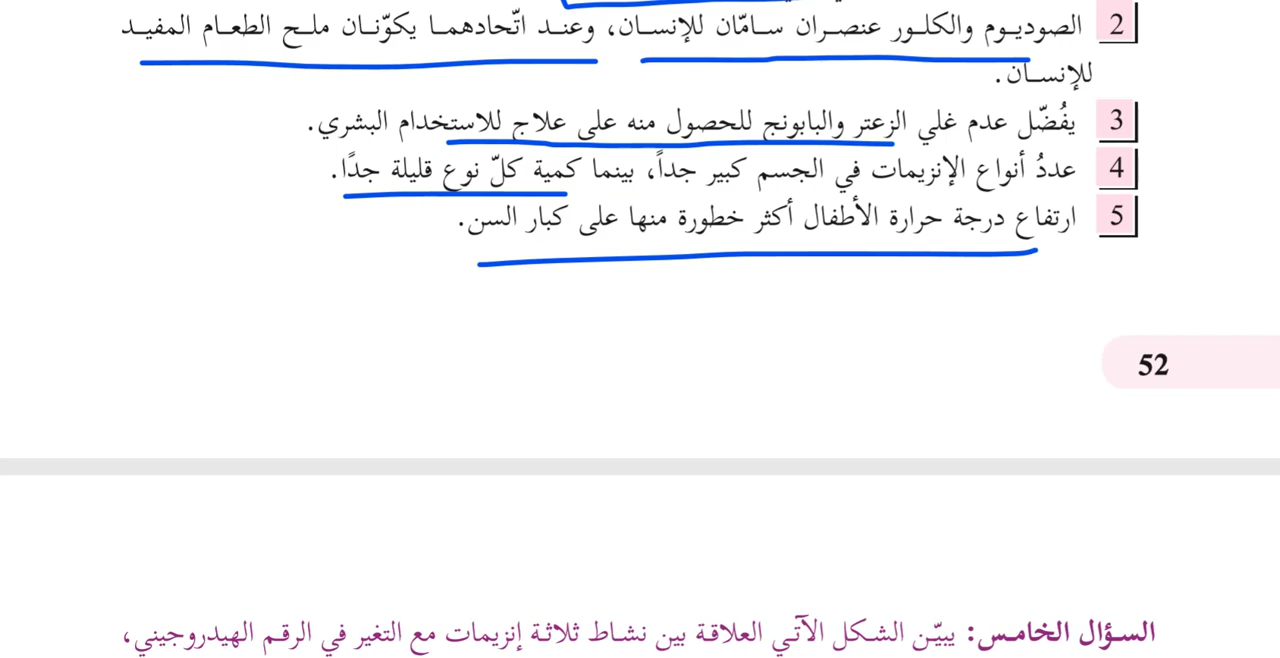 2 الصوديوم والكلور عنصران سامّان للإنسان، وعند اتّحادهما يكوّنان ملح الطعام المفيد
للإنسان.
3 يفُضّل عدم غلي الزعتر والبابونج للحصول منه على علاج للاستخدام البشري.
4 عددُ أنواع الإنزيمات في الجسم كبير جداً، بينما كمية كلّ نوع قليلة جدًا.
5 ارتفاع درجة حرارة الأطفال أكثر خطورة منها على كبار السن.
52
السؤال الخامس: يبيّن الشكل الآتي العلاقة بين نشاط ثلاثة إنزيمات مع التغير في الرقم الهيدروجيني،